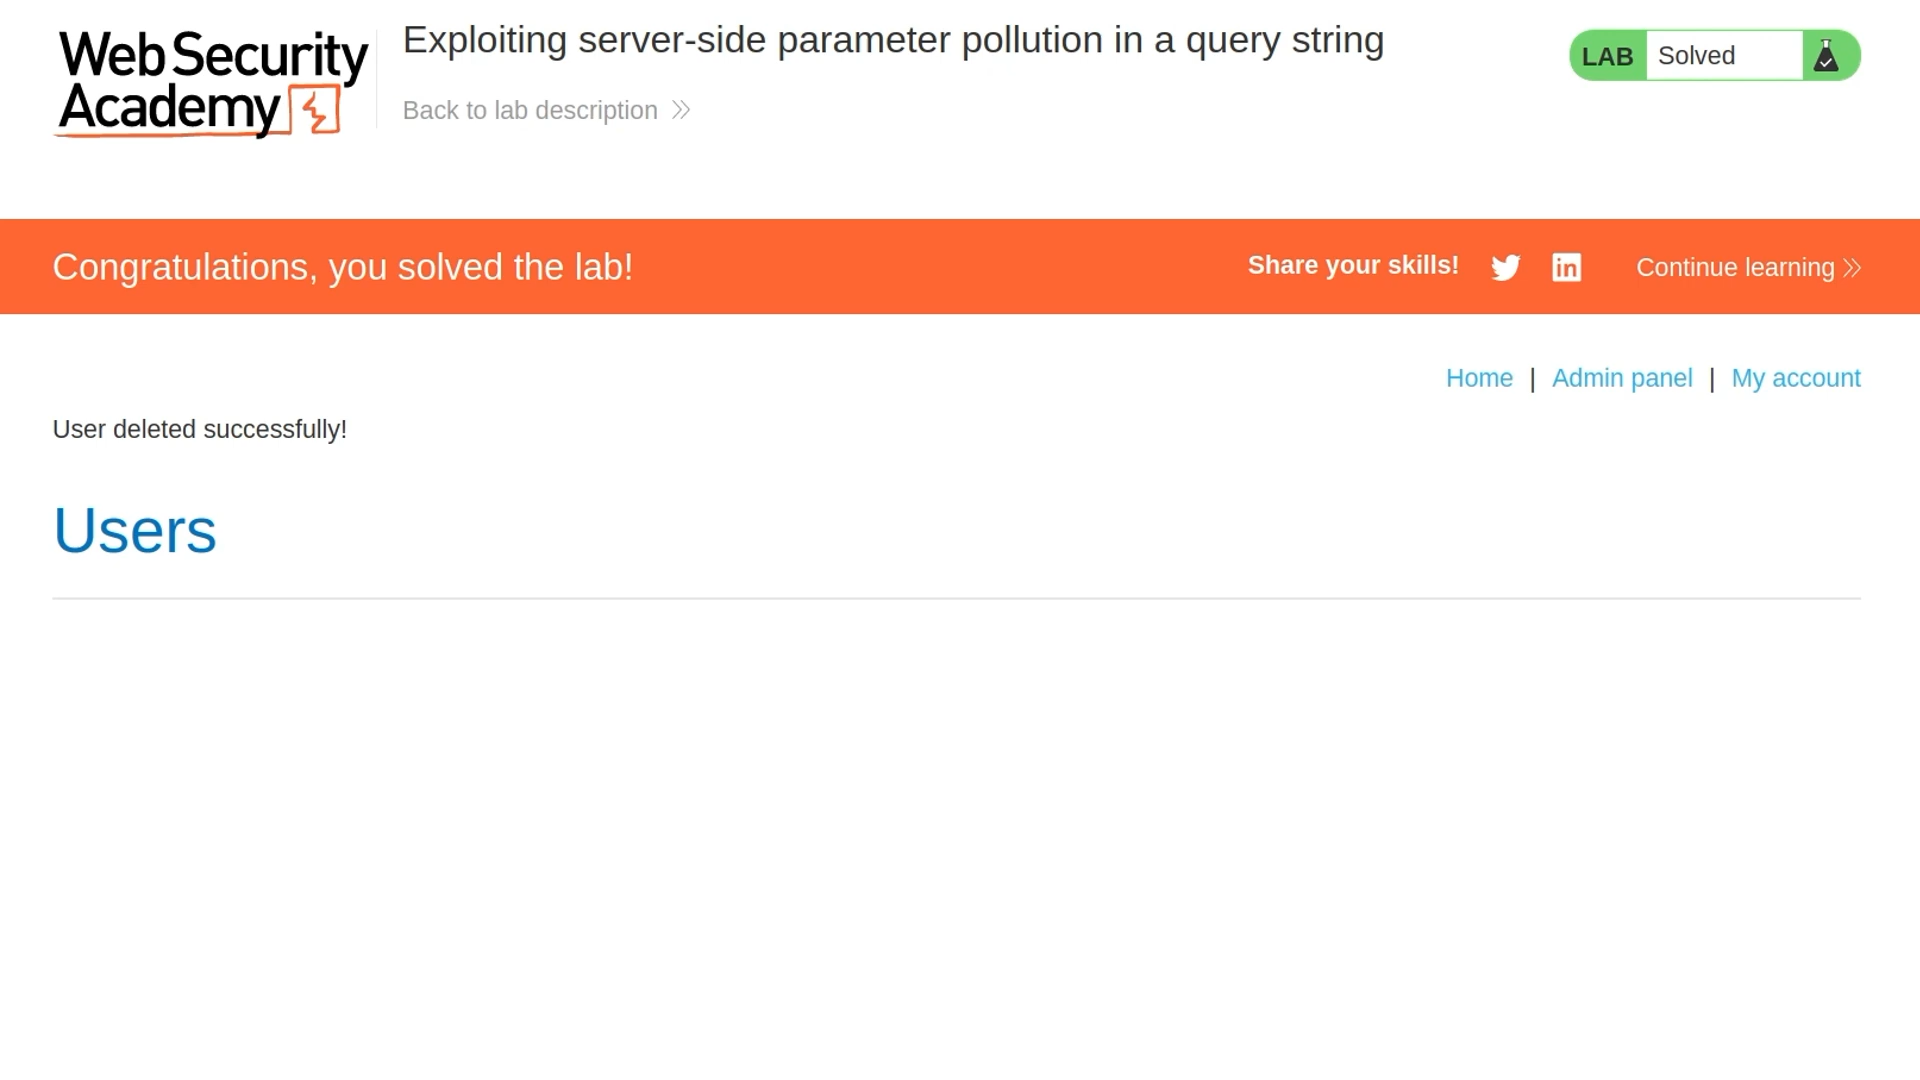 Web Security
Academy
Exploiting server-side parameter pollution in a query string
Back to lab description
LAB Solved
Congratulations, you solved the lab!
Share your skills!
Continue learning
Home | Admin panel | My account
User deleted successfully!
Users